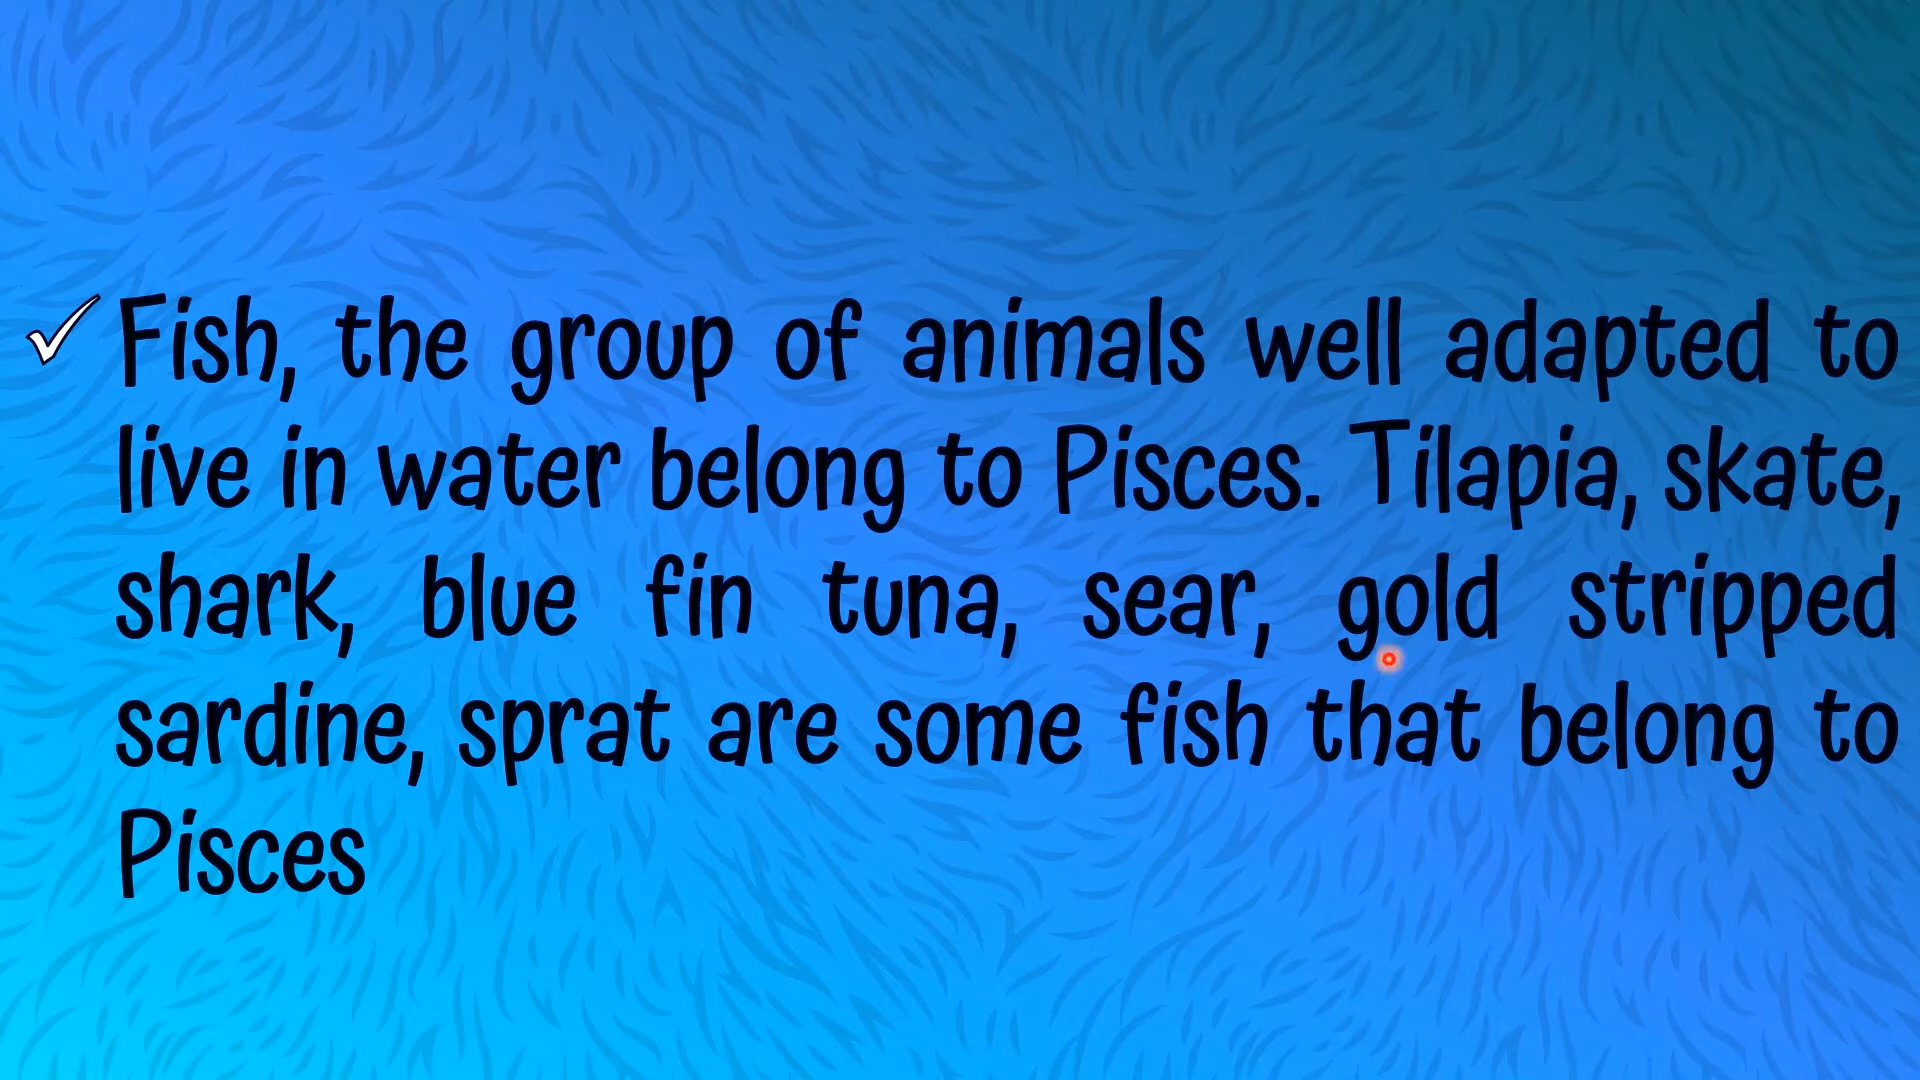 ✓ Fish, the group of animals well adapted to
live in water belong to Pisces. Tilapia, skate,
shark, blue fin tuna, sear, gold stripped
sardine, sprat are some fish that belong to
Pisces